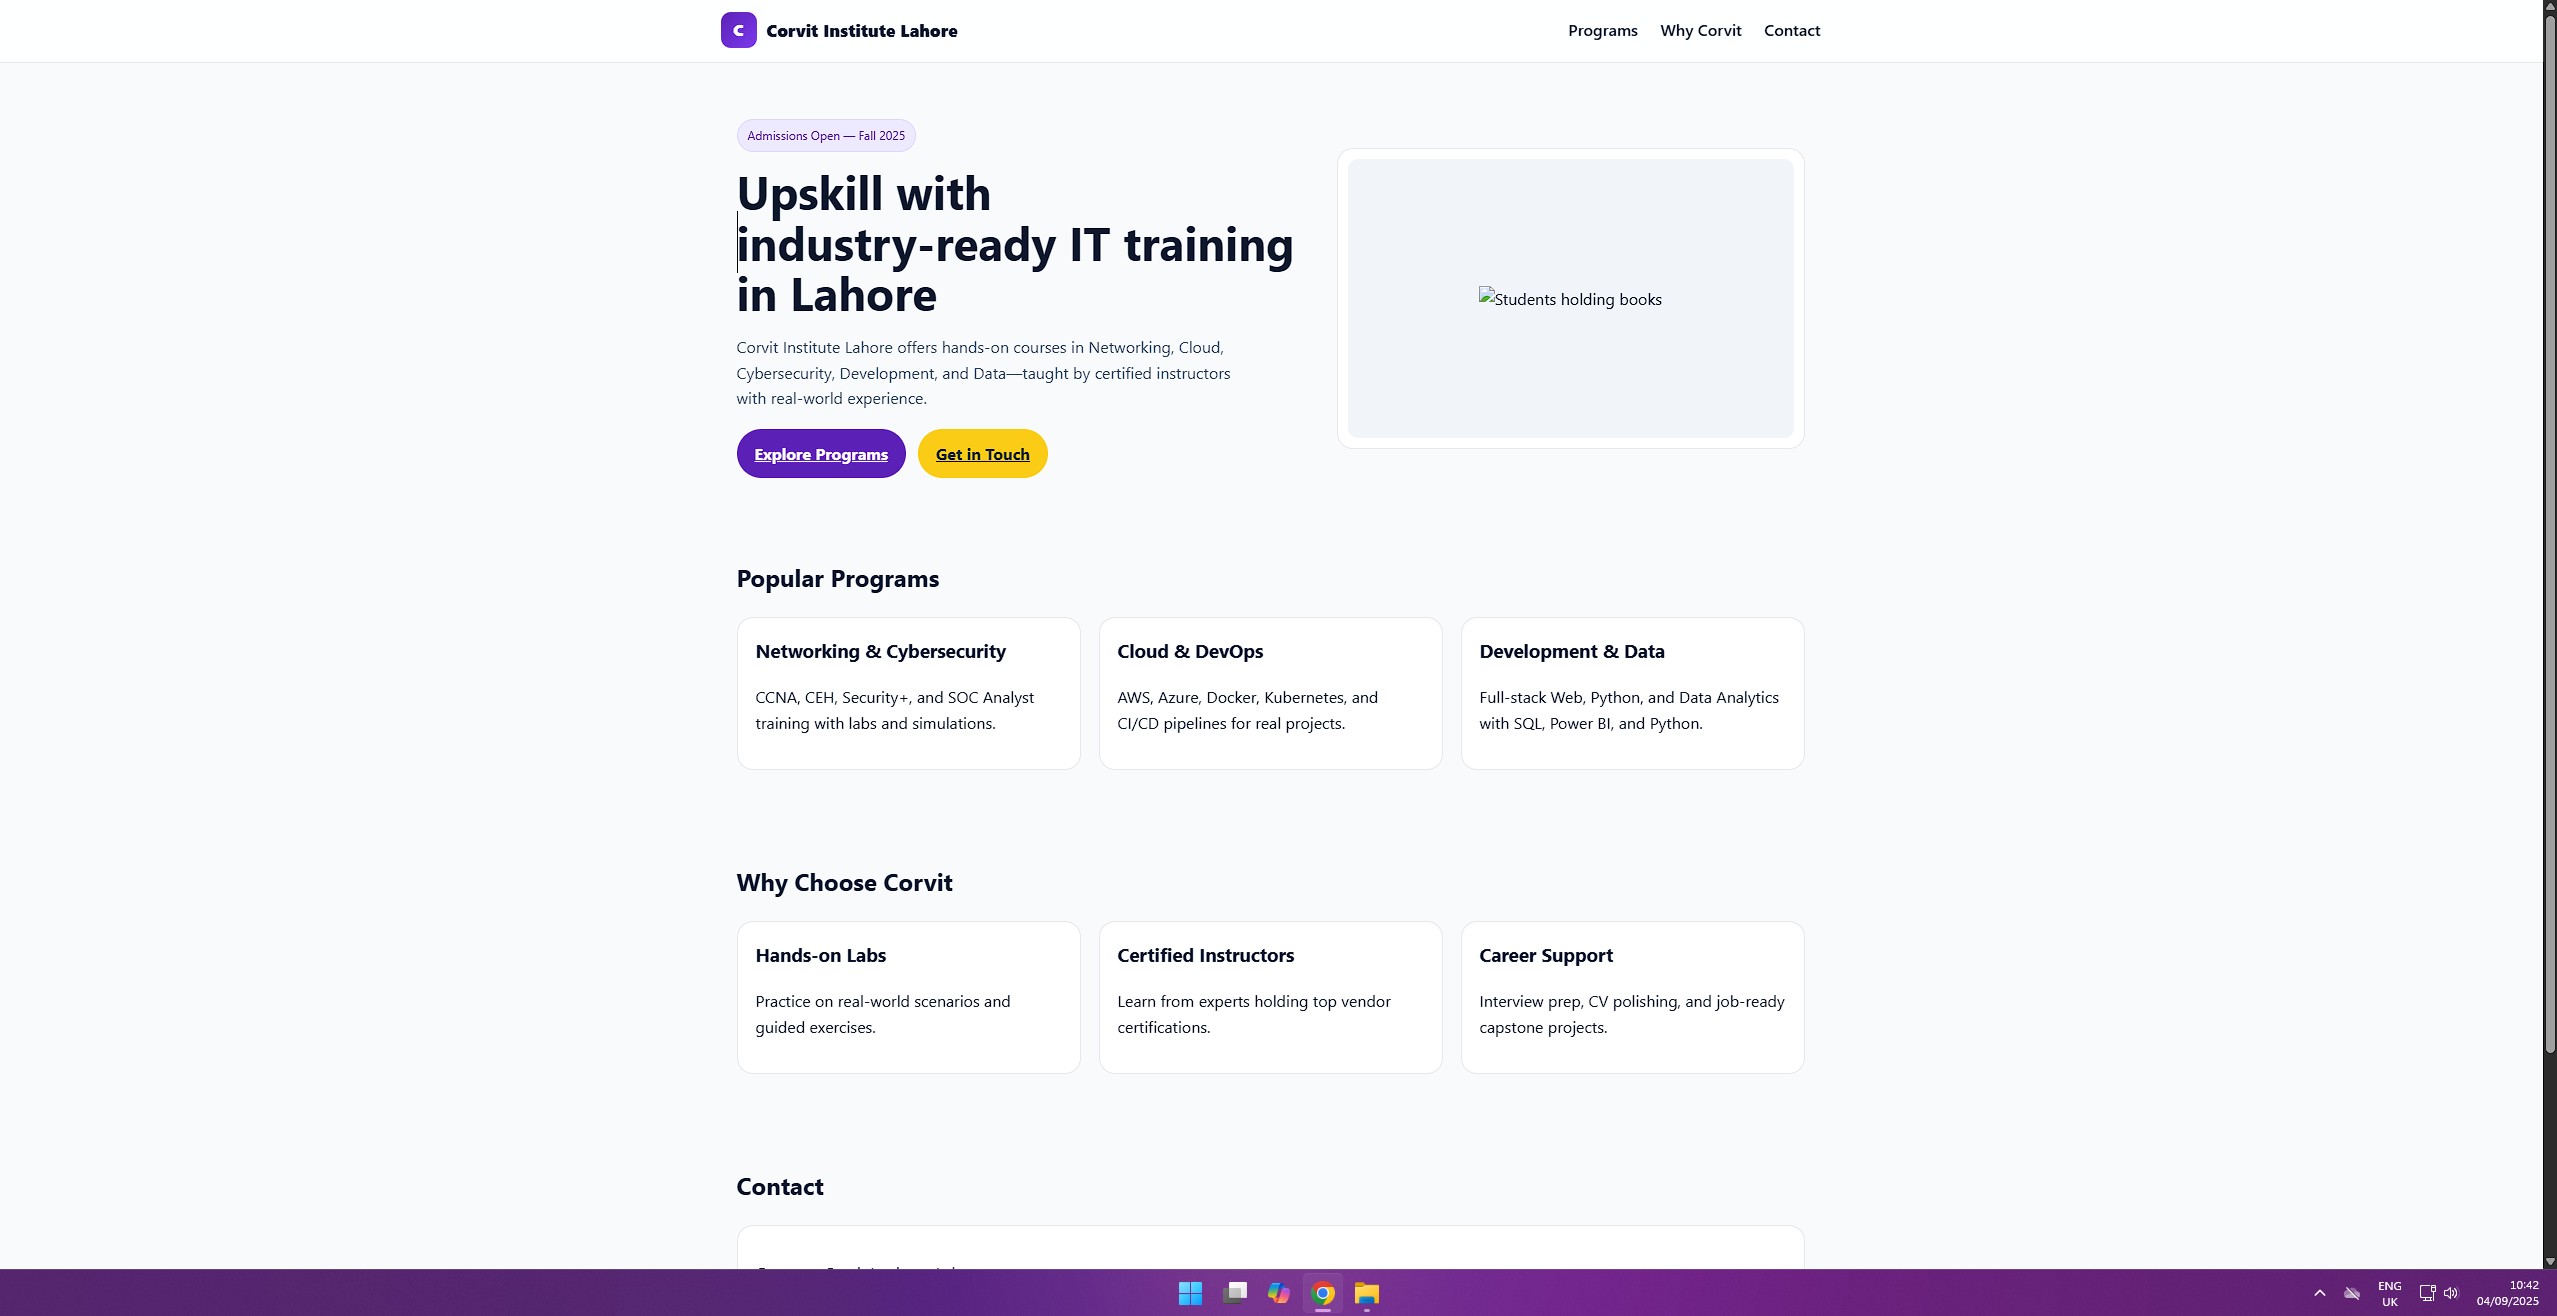 C Corvit Institute Lahore
Programs Why Corvit Contact
Admissions Open — Fall 2025
Upskill with
industry-ready IT training
in Lahore
Corvit Institute Lahore offers hands-on courses in Networking, Cloud,
Cybersecurity, Development, and Data—taught by certified instructors
with real-world experience.
Explore Programs Get in Touch
Students holding books
Popular Programs
Networking & Cybersecurity
CCNA, CEH, Security+, and SOC Analyst
training with labs and simulations.
Cloud & DevOps
AWS, Azure, Docker, Kubernetes, and
CI/CD pipelines for real projects.
Development & Data
Full-stack Web, Python, and Data Analytics
with SQL, Power BI, and Python.
Why Choose Corvit
Hands-on Labs
Practice on real-world scenarios and
guided exercises.
Certified Instructors
Learn from experts holding top vendor
certifications.
Career Support
Interview prep, CV polishing, and job-ready
capstone projects.
Contact
ENG
UK
10:42
04/09/2025